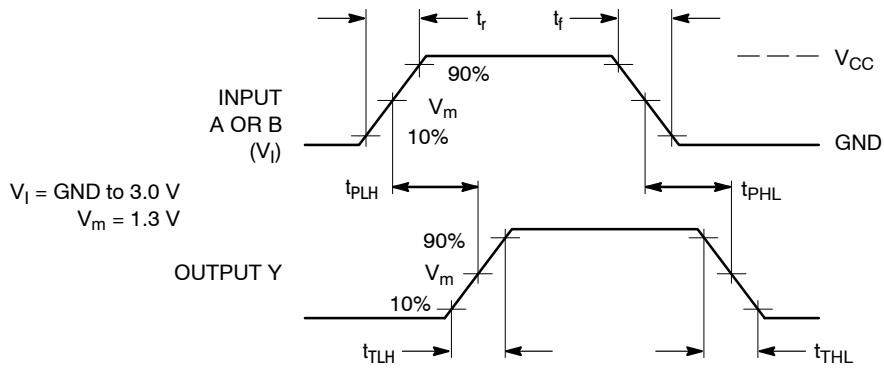 t_r
t_f
V_CC
90%
INPUT
A OR B
(V_I)
V_m
10%
GND
t_PLH
t_PHL
V_I = GND to 3.0 V
V_m = 1.3 V
90%
OUTPUT Y
V_m
10%
t_TLH
t_THL